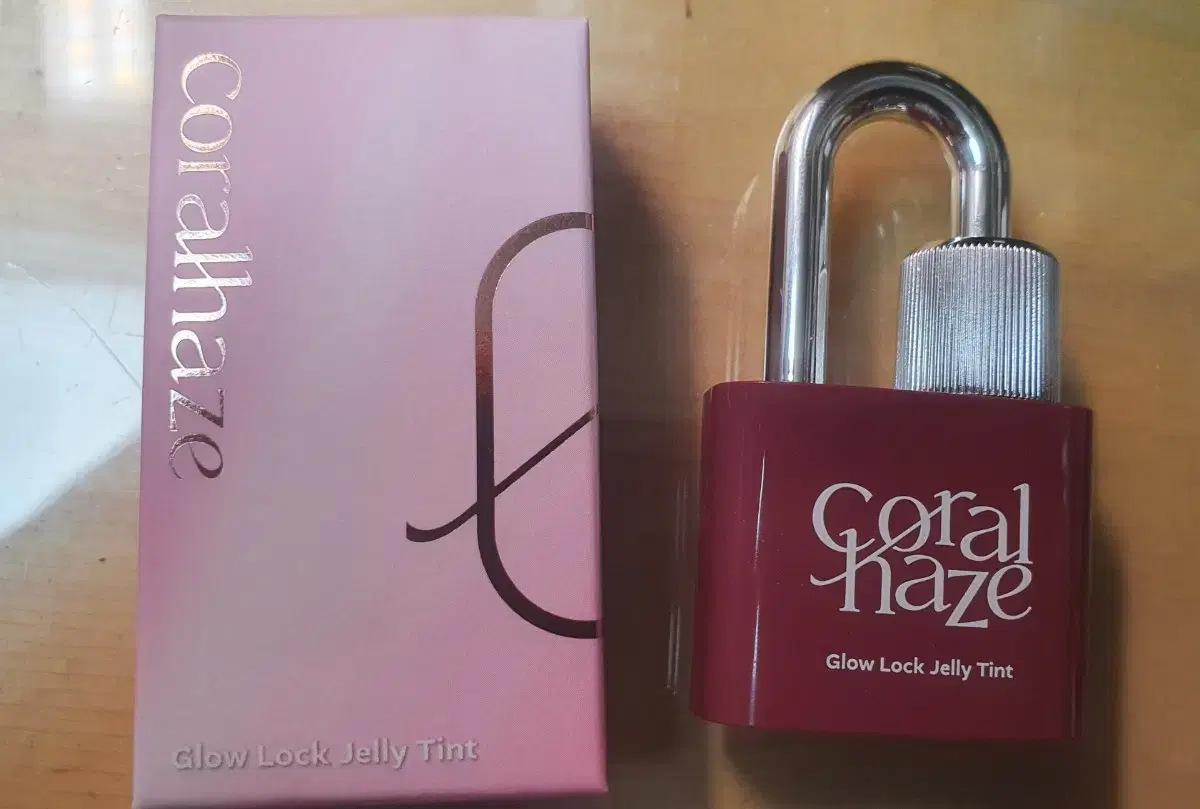 coralhaze
Glow Lock Jelly Tint
Coral
haze
Glow Lock Jelly Tint